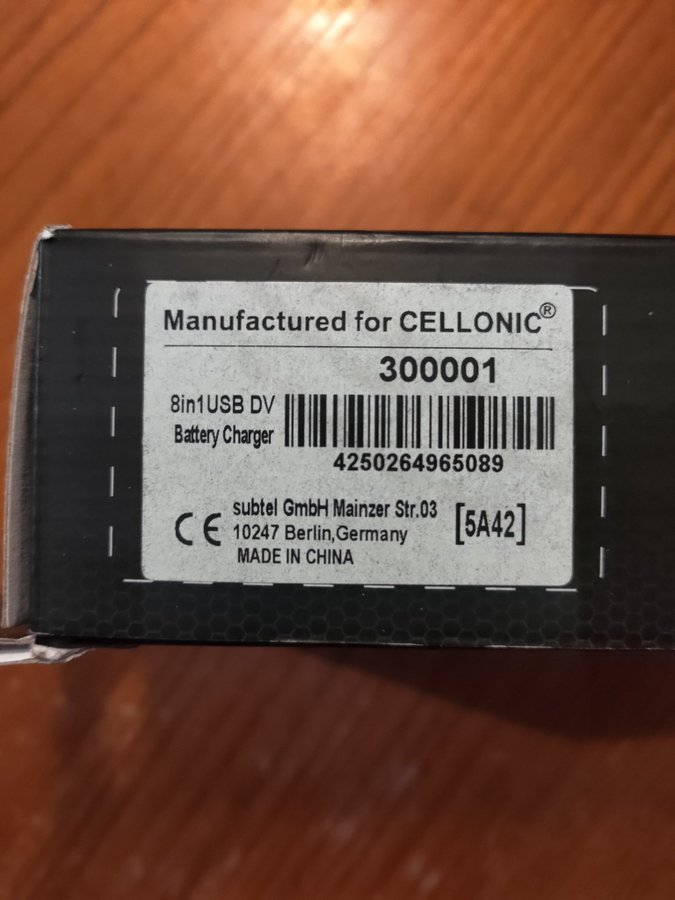 Manufactured for CELLONIC®
300001
8in1USB DV
Battery Charger
4250264965089
CE
subtel GmbH Mainzer Str.03
10247 Berlin,Germany
MADE IN CHINA
[5A42]